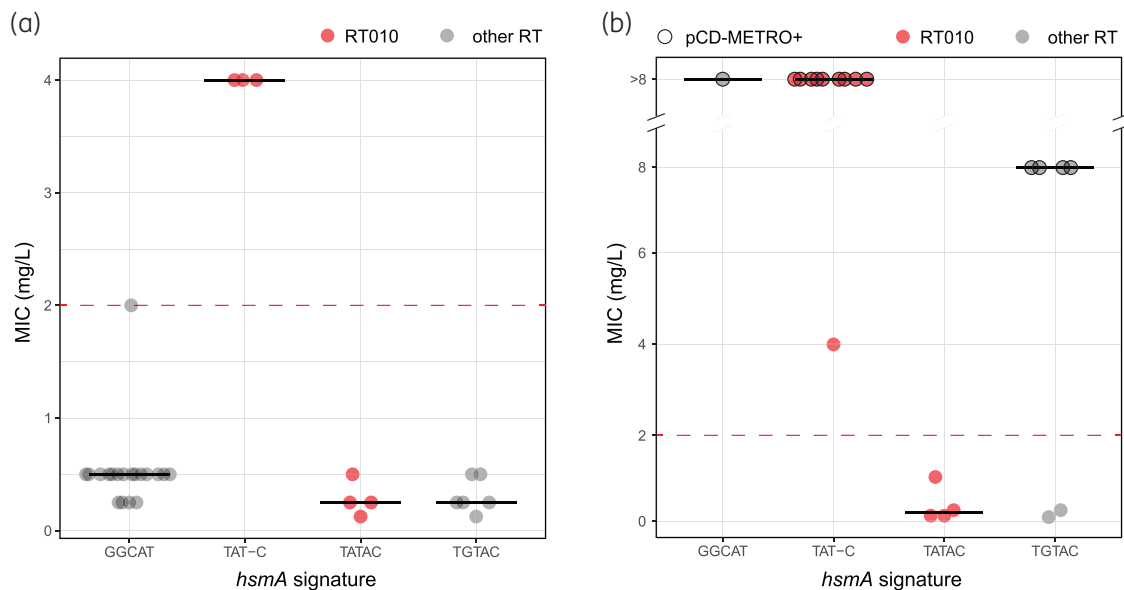 (a)
RT010 other RT
4
3
2
1
0
MIC (mg/L)
GGCAT TAT-C TATAC TGTAC
hsmA signature
(b)
pCD-METRO+ RT010 other RT
>8
8
6
4
2
0
MIC (mg/L)
GGCAT TAT−C TATAC TGTAC
hsmA signature